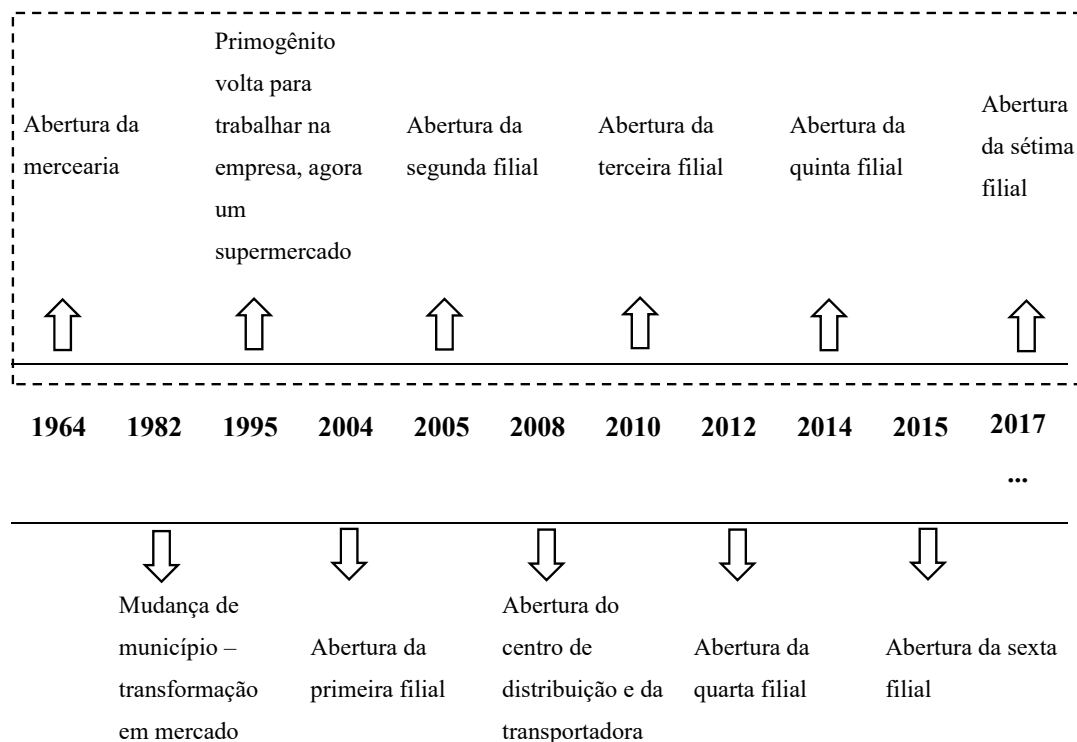 Primogênito
volta para
trabalhar na
empresa, agora
um
supermercado
Abertura da
mercearia
Abertura da
segunda filial
Abertura da
terceira filial
Abertura da
quinta filial
Abertura
da sétima
filial
1964 1982 1995 2004 2005 2008 2010 2012 2014 2015 2017
...
Mudança de
município –
transformação
em mercado
Abertura da
primeira filial
Abertura do
centro de
distribuição e da
transportadora
Abertura da
quarta filial
Abertura da sexta
filial